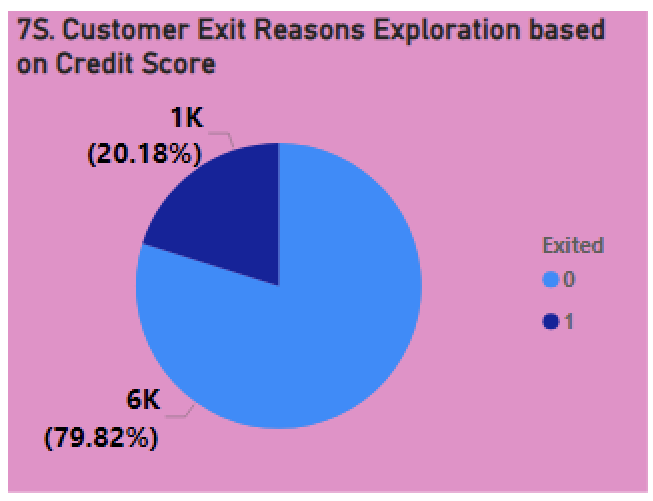 7S. Customer Exit Reasons Exploration based
on Credit Score
1K
(20.18%)
Exited
0
1
6K
(79.82%)